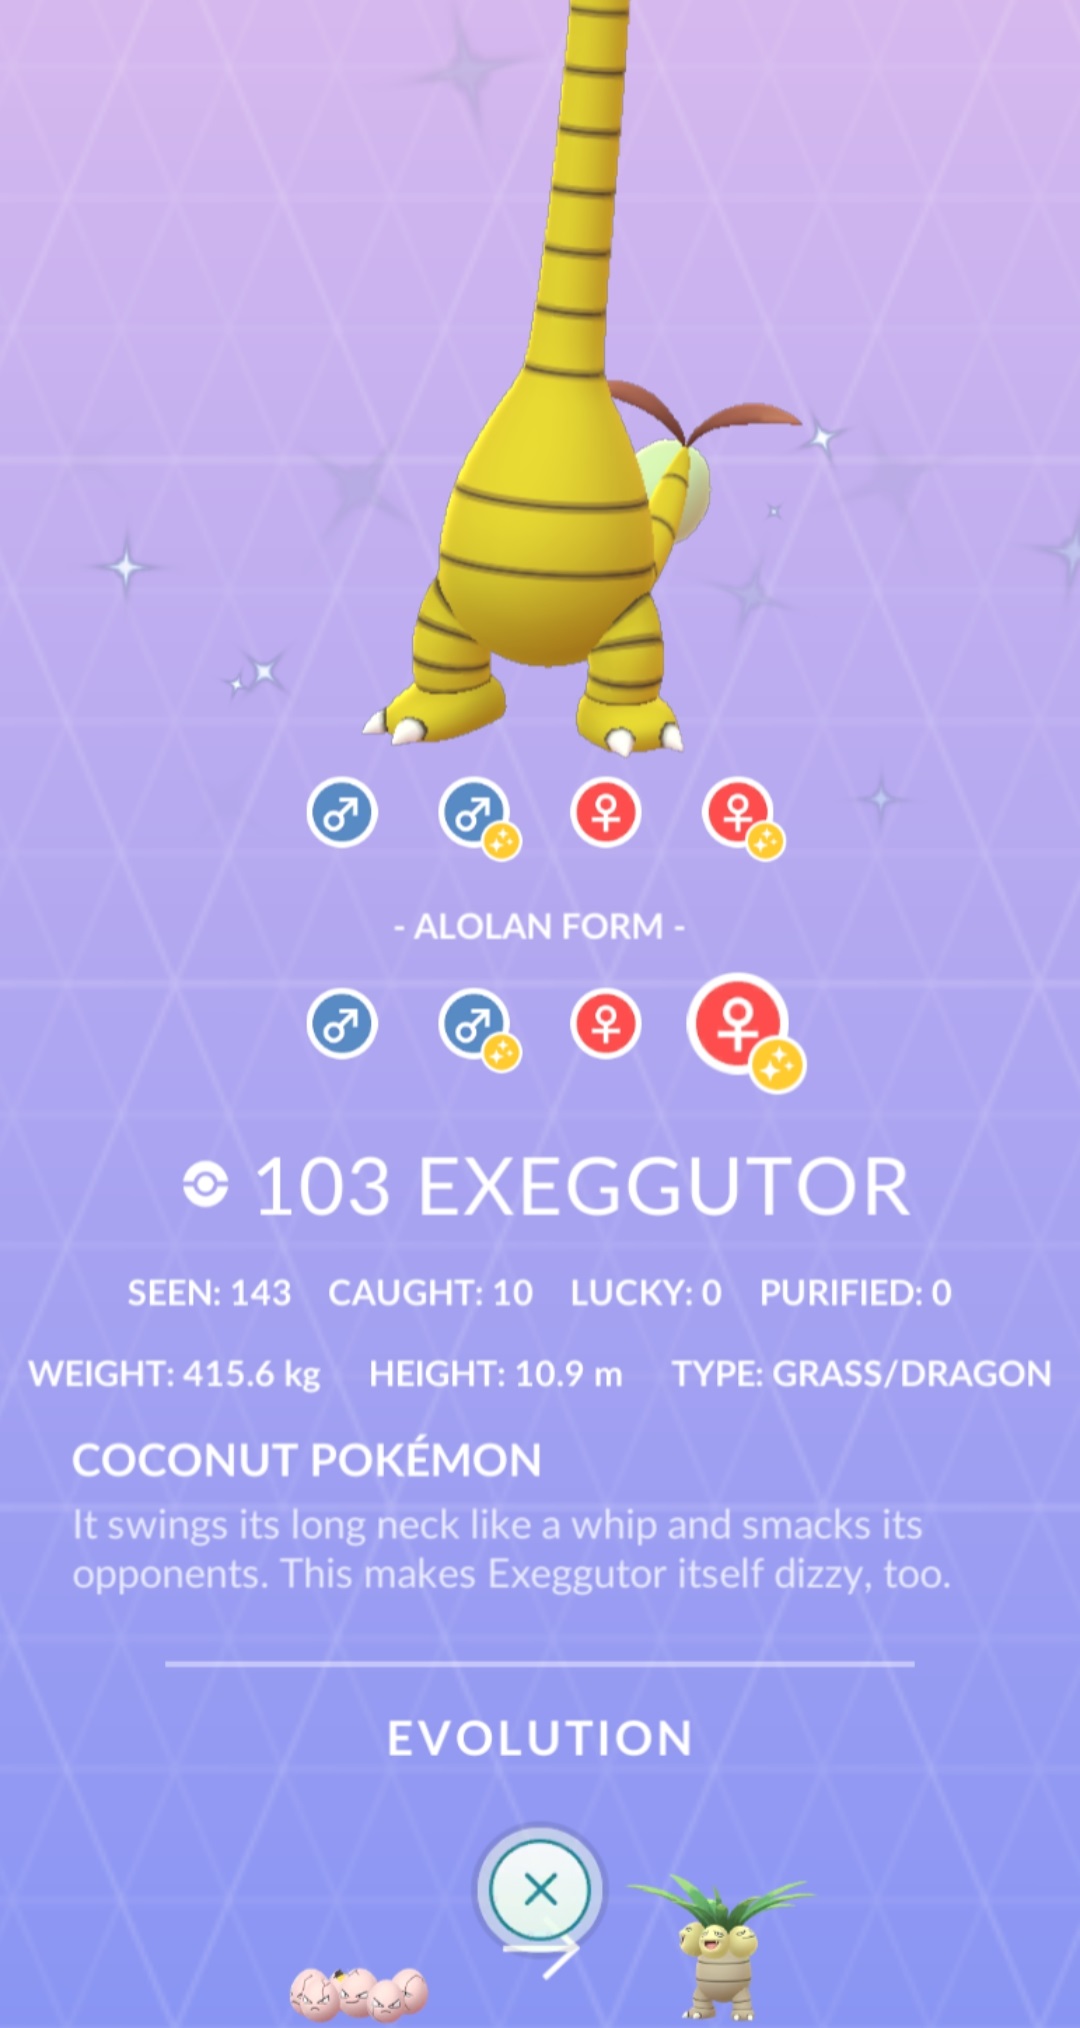 - ALOLAN FORM -
103 EXEGGUTOR
SEEN: 143 CAUGHT: 10 LUCKY: 0 PURIFIED: 0
WEIGHT: 415.6 kg HEIGHT: 10.9 m TYPE: GRASS/DRAGON
COCONUT POKÉMON
It swings its long neck like a whip and smacks its
opponents. This makes Exeggutor itself dizzy, too.
EVOLUTION